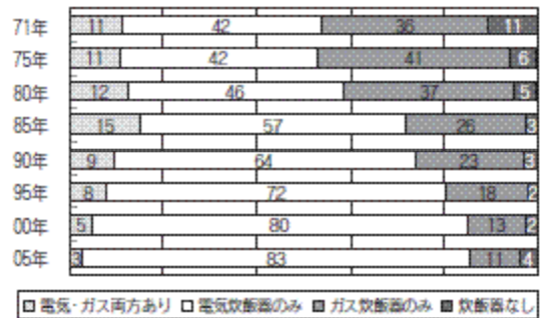 71年 11 42 36 11
75年 11 42 41 6
80年 12 46 37 5
85年 15 57 26 3
90年 9 64 23 3
95年 8 72 18 2
00年 5 80 13 2
05年 3 83 11 4
電気・ガス両方あり 電気炊飯器のみ ガス炊飯器のみ 炊飯器なし